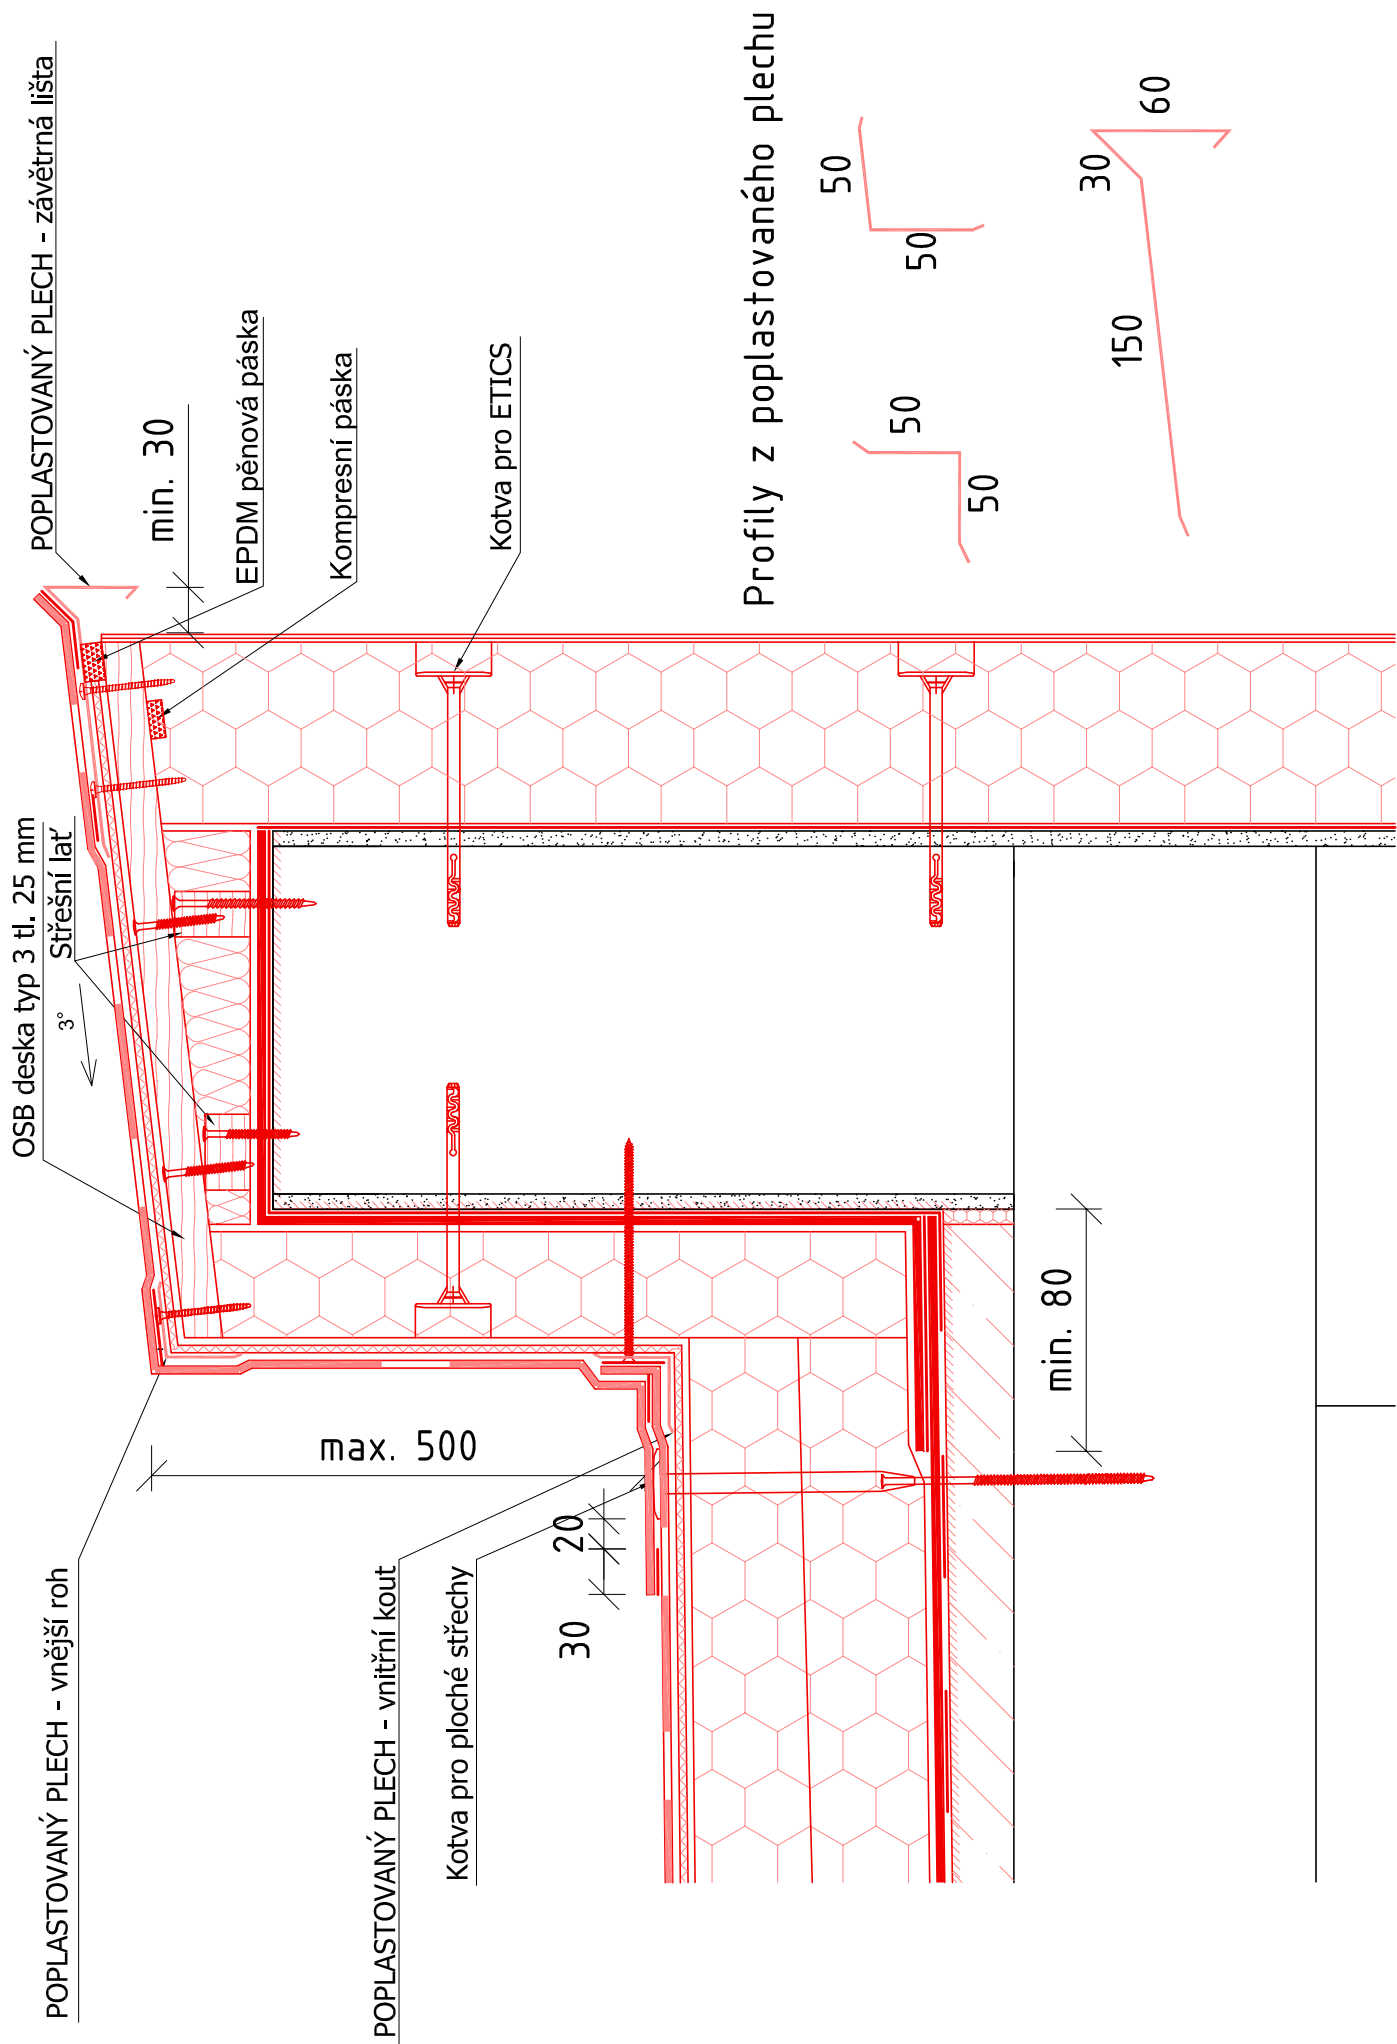 POPLASTOVANÝ PLECH - závětrná lišta
min. 30
EPDM pěnová páska
Kompresní páska
Kotva pro ETICS
OSB deska typ 3 tl. 25 mm
Střešní lať
3°
POPLASTOVANÝ PLECH - vnější roh
max. 500
POPLASTOVANÝ PLECH - vnitřní kout
Kotva pro ploché střechy
20
30
min. 80
Profily z poplastovaného plechu
50
50
50
50
150
30
60